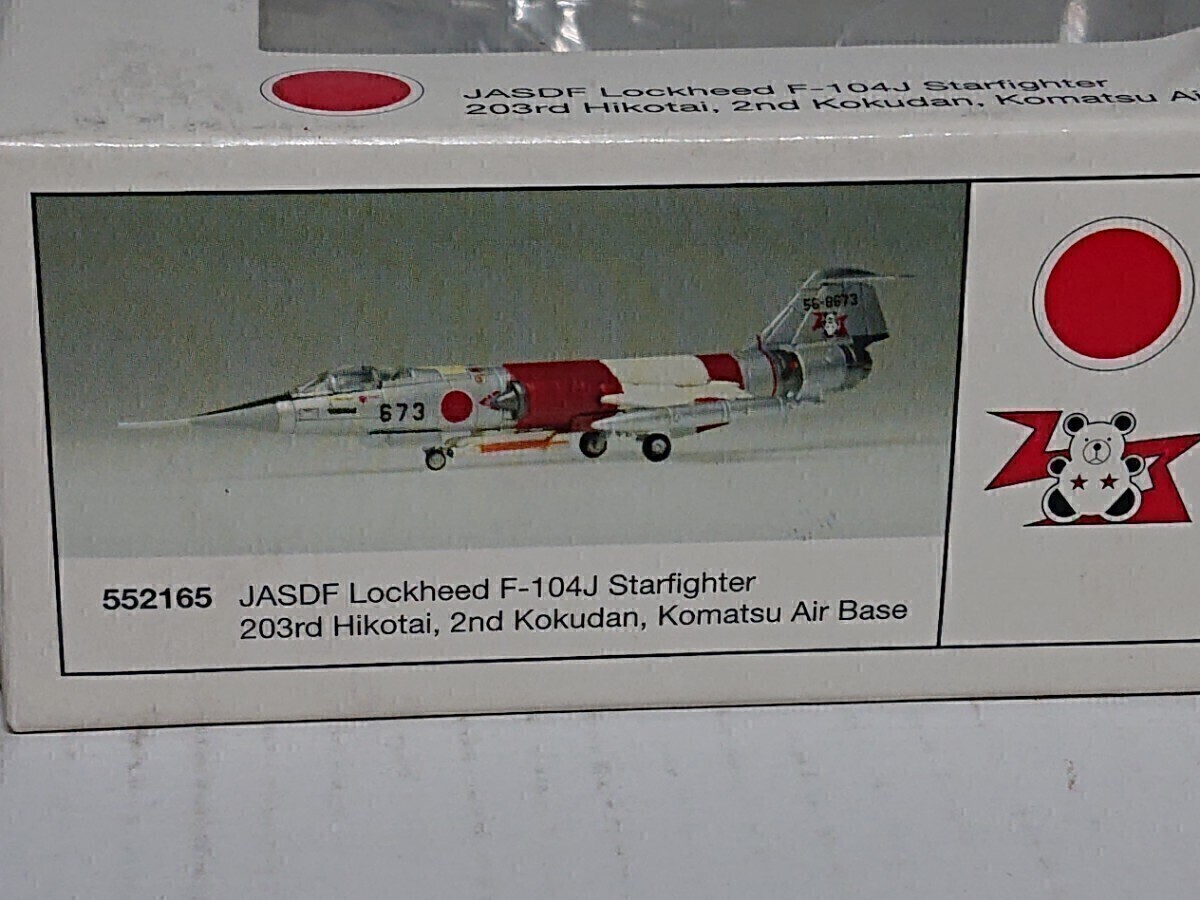 JASDF Lockheed F-104J Starfighter
203rd Hikotai, 2nd Kokudan, Komatsu
56-8673
673
552165 JASDF Lockheed F-104J Starfighter
203rd Hikotai, 2nd Kokudan, Komatsu Air Base